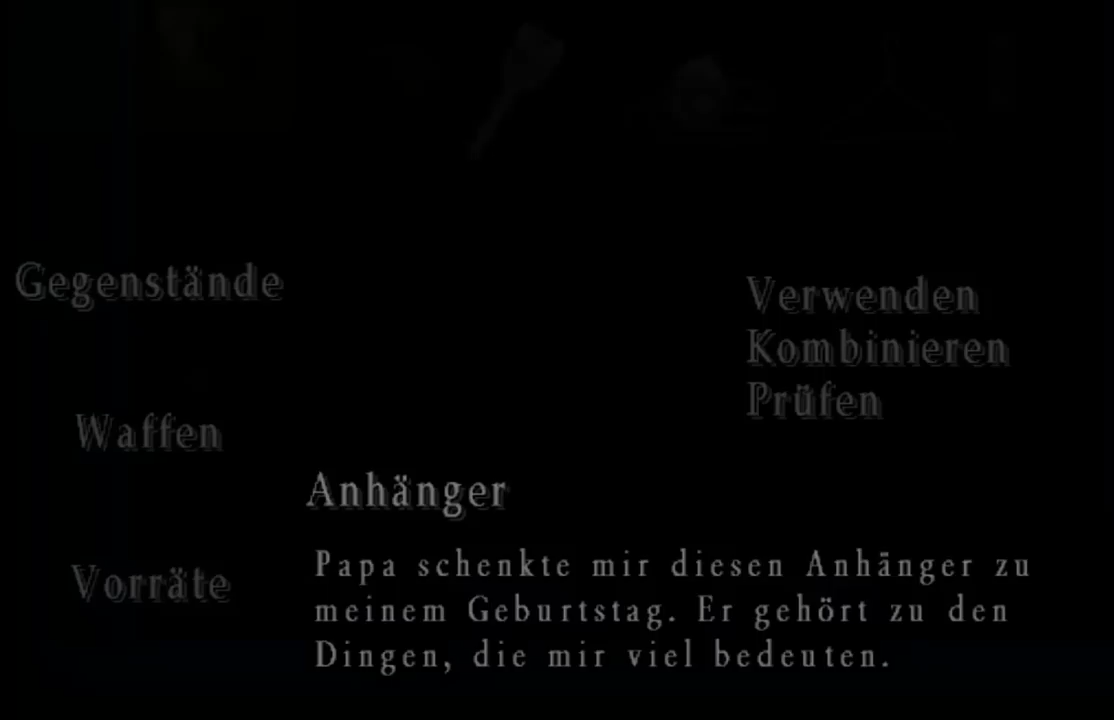 Gegenstände
Verwenden
Kombinieren
Prüfen
Waffen
Anhänger
Vorräte
Papa schenkte mir diesen Anhänger zu
meinem Geburtstag. Er gehört zu den
Dingen, die mir viel bedeuten.